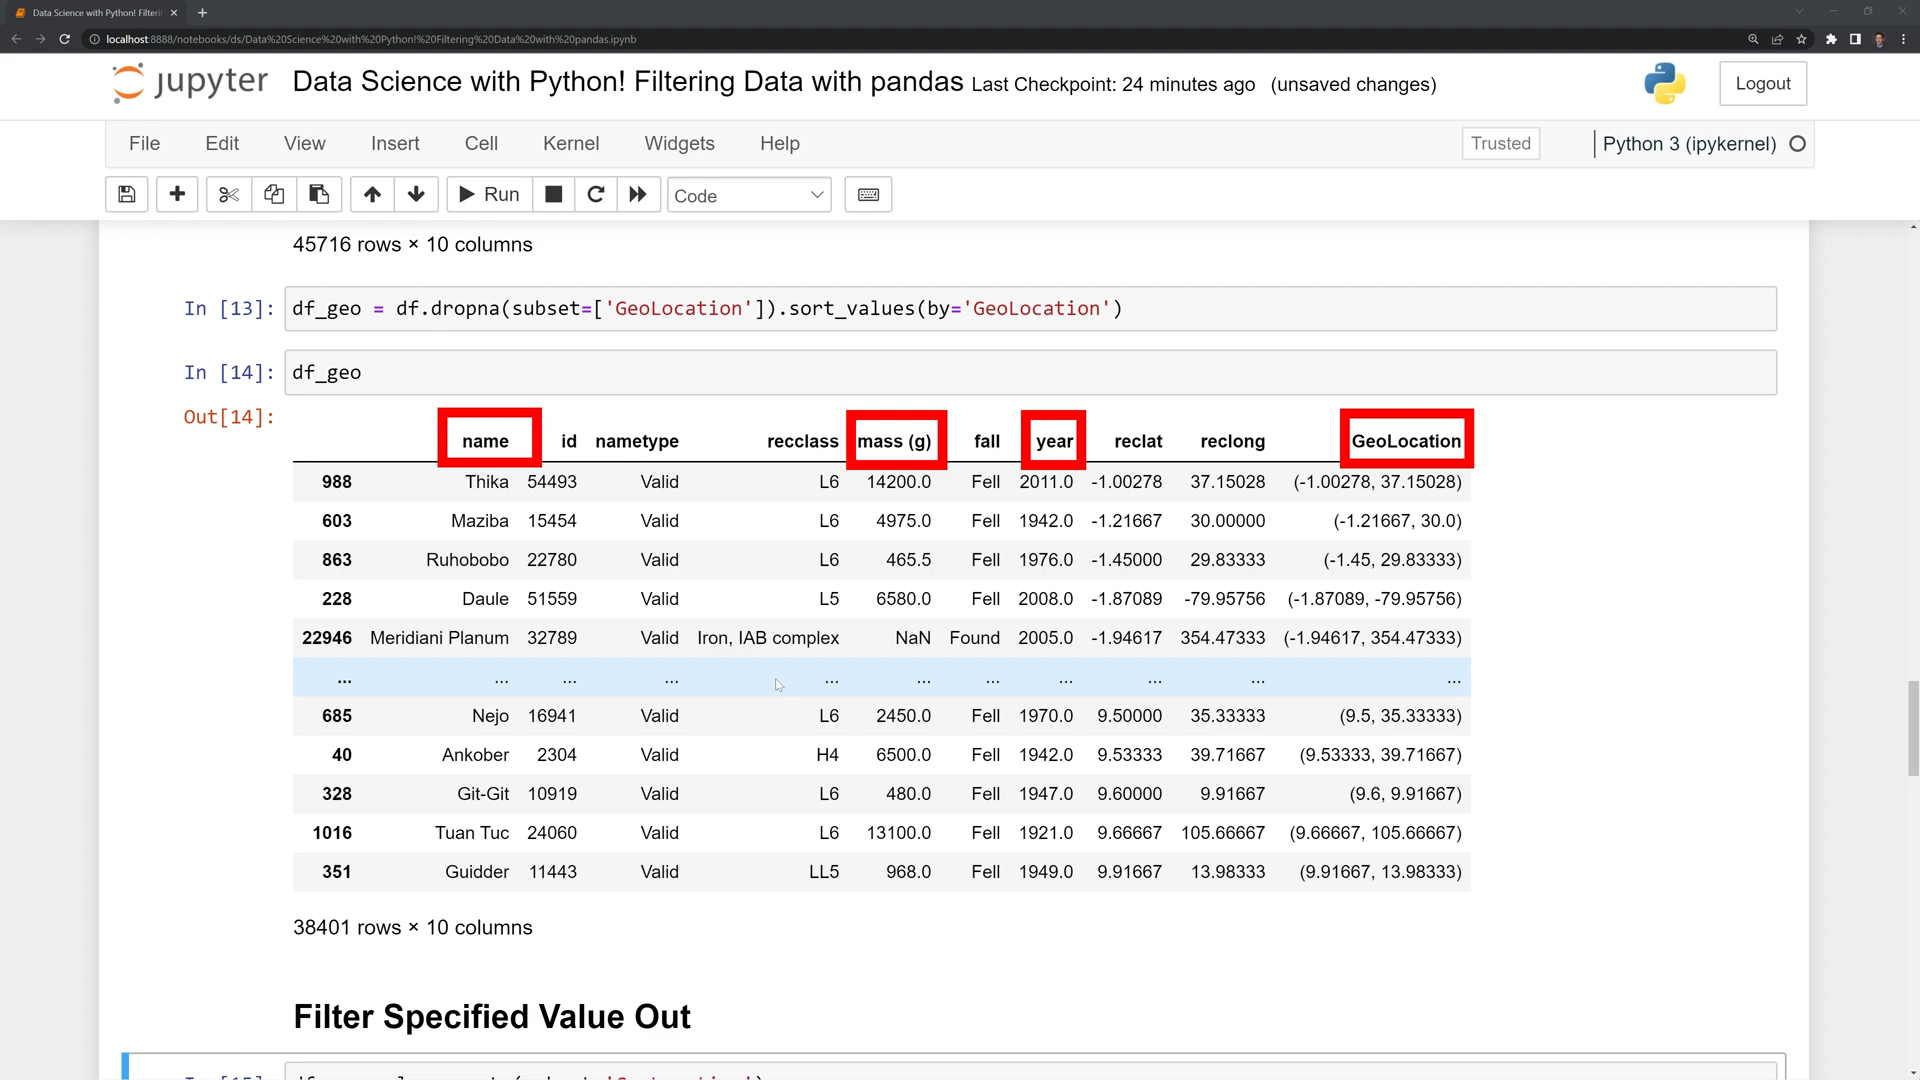 Data Science with Python! Filterin
localhost:8888/notebooks/ds/Data%20Science%20with%20Python!%20Filtering%20Data%20with%20pandas.ipynb
jupyter Data Science with Python! Filtering Data with pandas Last Checkpoint: 24 minutes ago (unsaved changes) Logout
File Edit View Insert Cell Kernel Widgets Help Trusted Python 3 (ipykernel)
Run Code
45716 rows × 10 columns
In [13]: df_geo = df.dropna(subset=['GeoLocation']).sort_values(by='GeoLocation')
In [14]: df_geo
Out[14]:
name id nametype recclass mass (g) fall year reclat reclong GeoLocation
988 Thika 54493 Valid L6 14200.0 Fell 2011.0 -1.00278 37.15028 (-1.00278, 37.15028)
603 Maziba 15454 Valid L6 4975.0 Fell 1942.0 -1.21667 30.00000 (-1.21667, 30.0)
863 Ruhobobo 22780 Valid L6 465.5 Fell 1976.0 -1.45000 29.83333 (-1.45, 29.83333)
228 Daule 51559 Valid L5 6580.0 Fell 2008.0 -1.87089 -79.95756 (-1.87089, -79.95756)
22946 Meridiani Planum 32789 Valid Iron, IAB complex NaN Found 2005.0 -1.94617 354.47333 (-1.94617, 354.47333)
... ... ... ... ... ... ... ... ... ... ...
685 Nejo 16941 Valid L6 2450.0 Fell 1970.0 9.50000 35.33333 (9.5, 35.33333)
40 Ankober 2304 Valid H4 6500.0 Fell 1942.0 9.53333 39.71667 (9.53333, 39.71667)
328 Git-Git 10919 Valid L6 480.0 Fell 1947.0 9.60000 9.91667 (9.6, 9.91667)
1016 Tuan Tuc 24060 Valid L6 13100.0 Fell 1921.0 9.66667 105.66667 (9.66667, 105.66667)
351 Guidder 11443 Valid LL5 968.0 Fell 1949.0 9.91667 13.98333 (9.91667, 13.98333)
38401 rows × 10 columns
Filter Specified Value Out